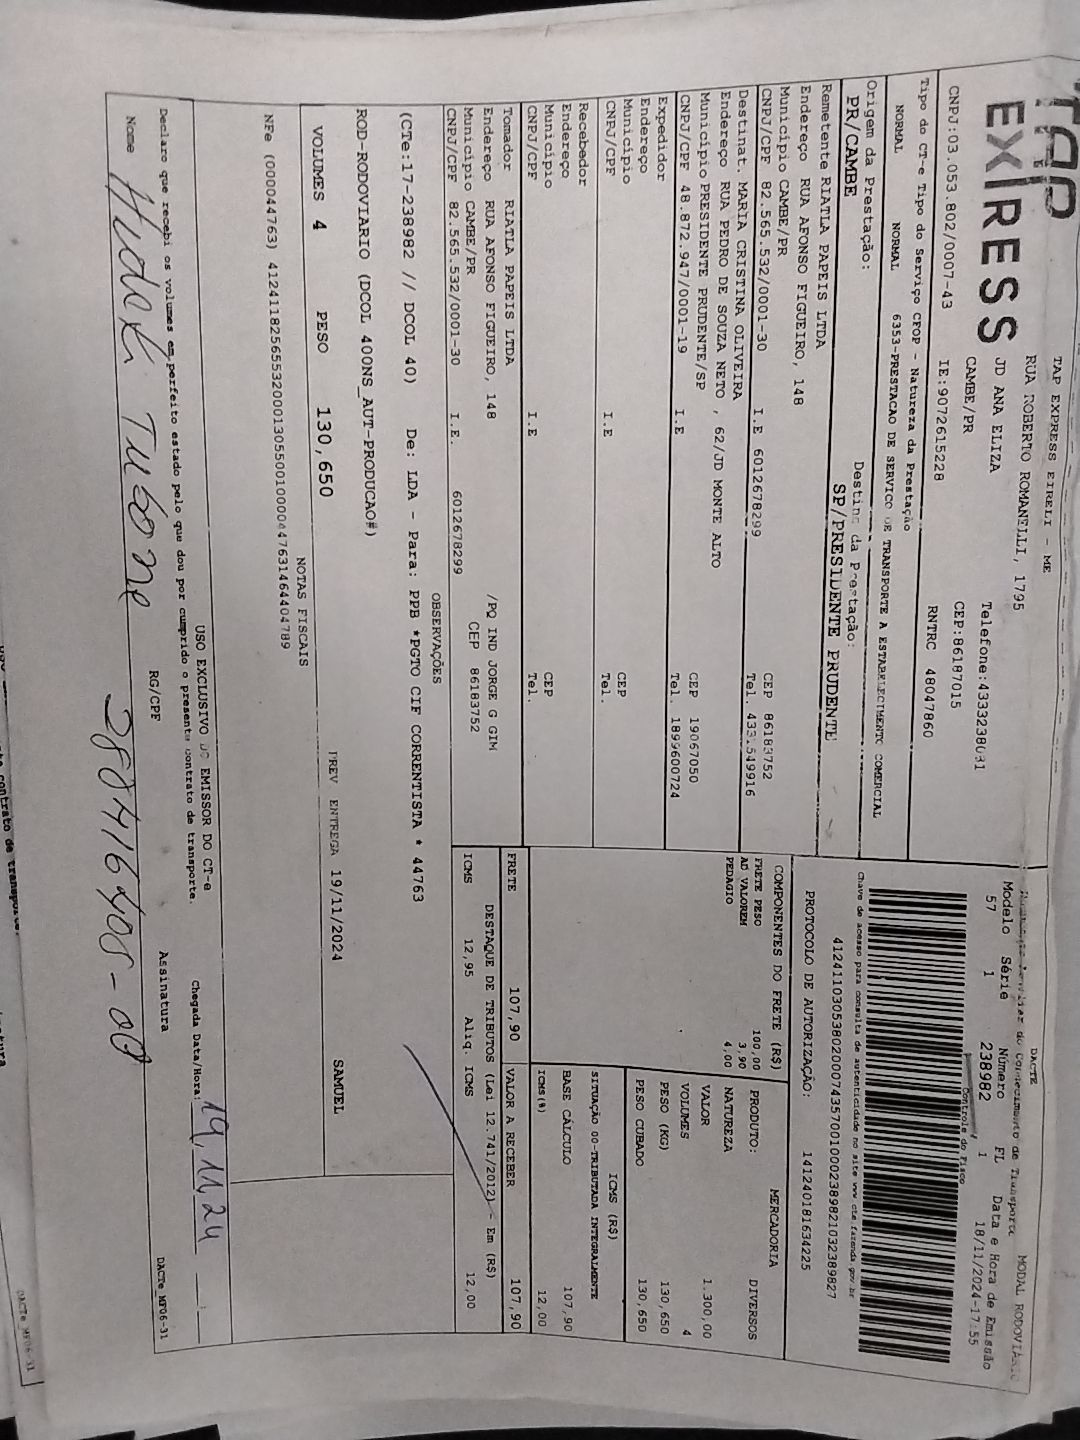 TAP
EXPRESS
TAP EXPRESS EIRELI - ME
RUA ROBERTO ROMANELLI, 1795
JD ANA ELIZA
CAMBE/PR
Telefone:4333238031
CEP:86187015
CNPJ:03.053.802/0007-43 IE:9072615228 RNTRC 48047860
DACTE
do Conhecimento de Transporte MODAL RODOVIÁRIO
Modelo Série Número FL Data e Hora de Emissão
57 1 238982 1 18/11/2024-17:55
Controle do Fisco
Tipo do CT-e Tipo do Serviço CFOP - Natureza da Prestação
NORMAL NORMAL 6353-PRESTACAO DE SERVICO DE TRANSPORTE A ESTABELECIMENTO COMERCIAL
Chave de acesso para consulta de autenticidade no site www.cte.fazenda.gov.br
41241103053802000743570010002389821032389827
PROTOCOLO DE AUTORIZAÇÃO: 141240181634225
Origem da Prestação: Destino da Prestação:
PR/CAMBE SP/PRESIDENTE PRUDENTE
Remetente RIATLA PAPEIS LTDA
Endereço RUA AFONSO FIGUEIRO, 148
Município CAMBE/PR CEP 86183752
CNPJ/CPF 82.565.532/0001-30 I.E 6012678299 Tel.
Destinat. MARIA CRISTINA OLIVEIRA
Endereço RUA PEDRO DE SOUZA NETO , 62/JD MONTE ALTO
Município PRESIDENTE PRUDENTE/SP CEP 19067050
CNPJ/CPF 48.872.947/0001-19 I.E Tel. 1899600724
Expedidor
Endereço
Município CEP
CNPJ/CPF I.E Tel.
Recebedor
Endereço
Município CEP
CNPJ/CPF I.E Tel.
Tomador RIATLA PAPEIS LTDA
Endereço RUA AFONSO FIGUEIRO, 148 /PQ IND JORGE G GIM
Município CAMBE/PR CEP 86183752
CNPJ/CPF 82.565.532/0001-30 I.E. 6012678299
COMPONENTES DO FRETE (R$)
FRETE PESO 100,00
AD VALOREM 3,90
PEDAGIO 4,00
MERCADORIA
PRODUTO: DIVERSOS
NATUREZA
VALOR 1.300,00
VOLUMES 4
PESO (KG) 130,650
PESO CUBADO 130,650
ICMS (R$)
SITUAÇÃO 00-TRIBUTADA INTEGRALMENTE
BASE CÁLCULO 107,90
ICMS(%) 12,00
FRETE 107,90 VALOR A RECEBER 107,90
DESTAQUE DE TRIBUTOS (Lei 12.741/2012) - Em (R$)
ICMS 12,95 Aliq. ICMS 12,00
OBSERVAÇÕES
(CTe:17-238982 // DCOL 40) De: LDA - Para: PPB *PGTO CIF CORRENTISTA * 44763
ROD-RODOVIARIO (DCOL 400NS_AUT-PRODUCAO#)
VOLUMES 4 PESO 130,650 PREV ENTREGA 19/11/2024 SAMUEL
NOTAS FISCAIS
NFe (000044763) 41241182565532000130550010000447631464404789
USO EXCLUSIVO DO EMISSOR DO CT-e
Declaro que recebi os volumes em perfeito estado pelo que dou por cumprido o presente contrato de transporte. Chegada Data/Hora: 19,11,24
Nome RG/CPF Assinatura
DACTe_MF06-31
contrato de transporte.
DACTe_MF06-31